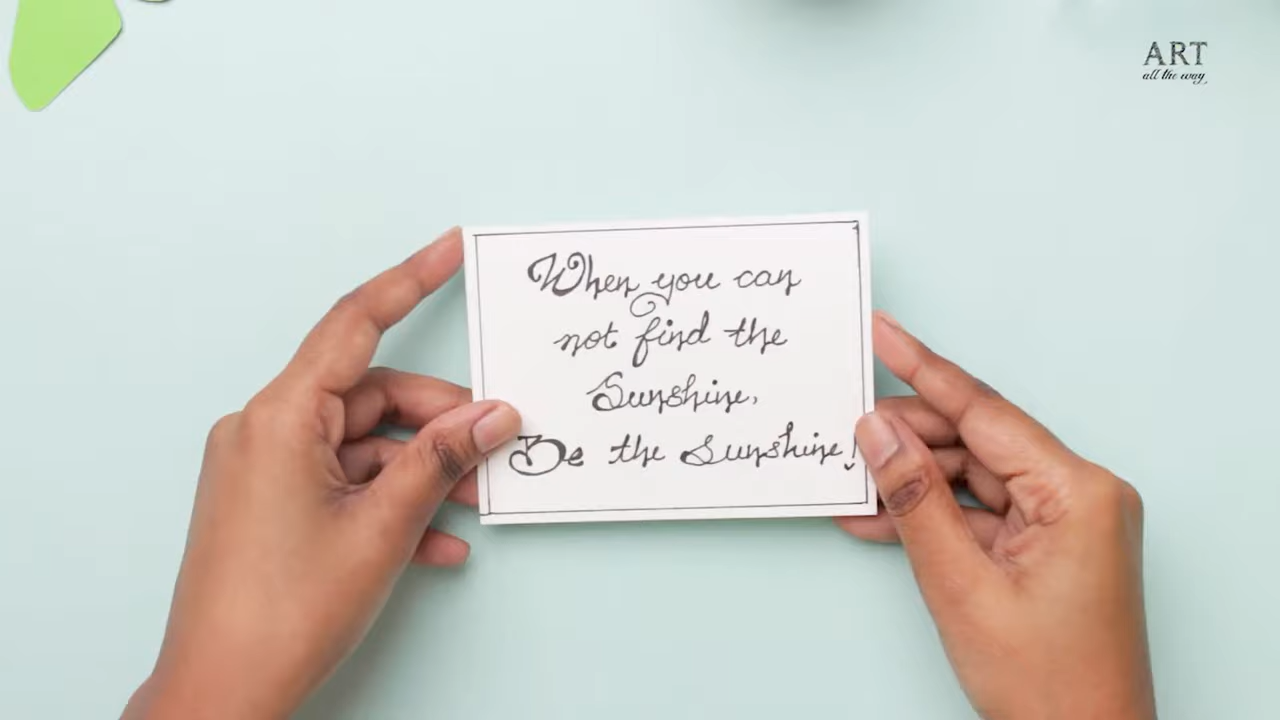 ART
all the way
When you can
not find the
Sunshine,
Be the Sunshine!